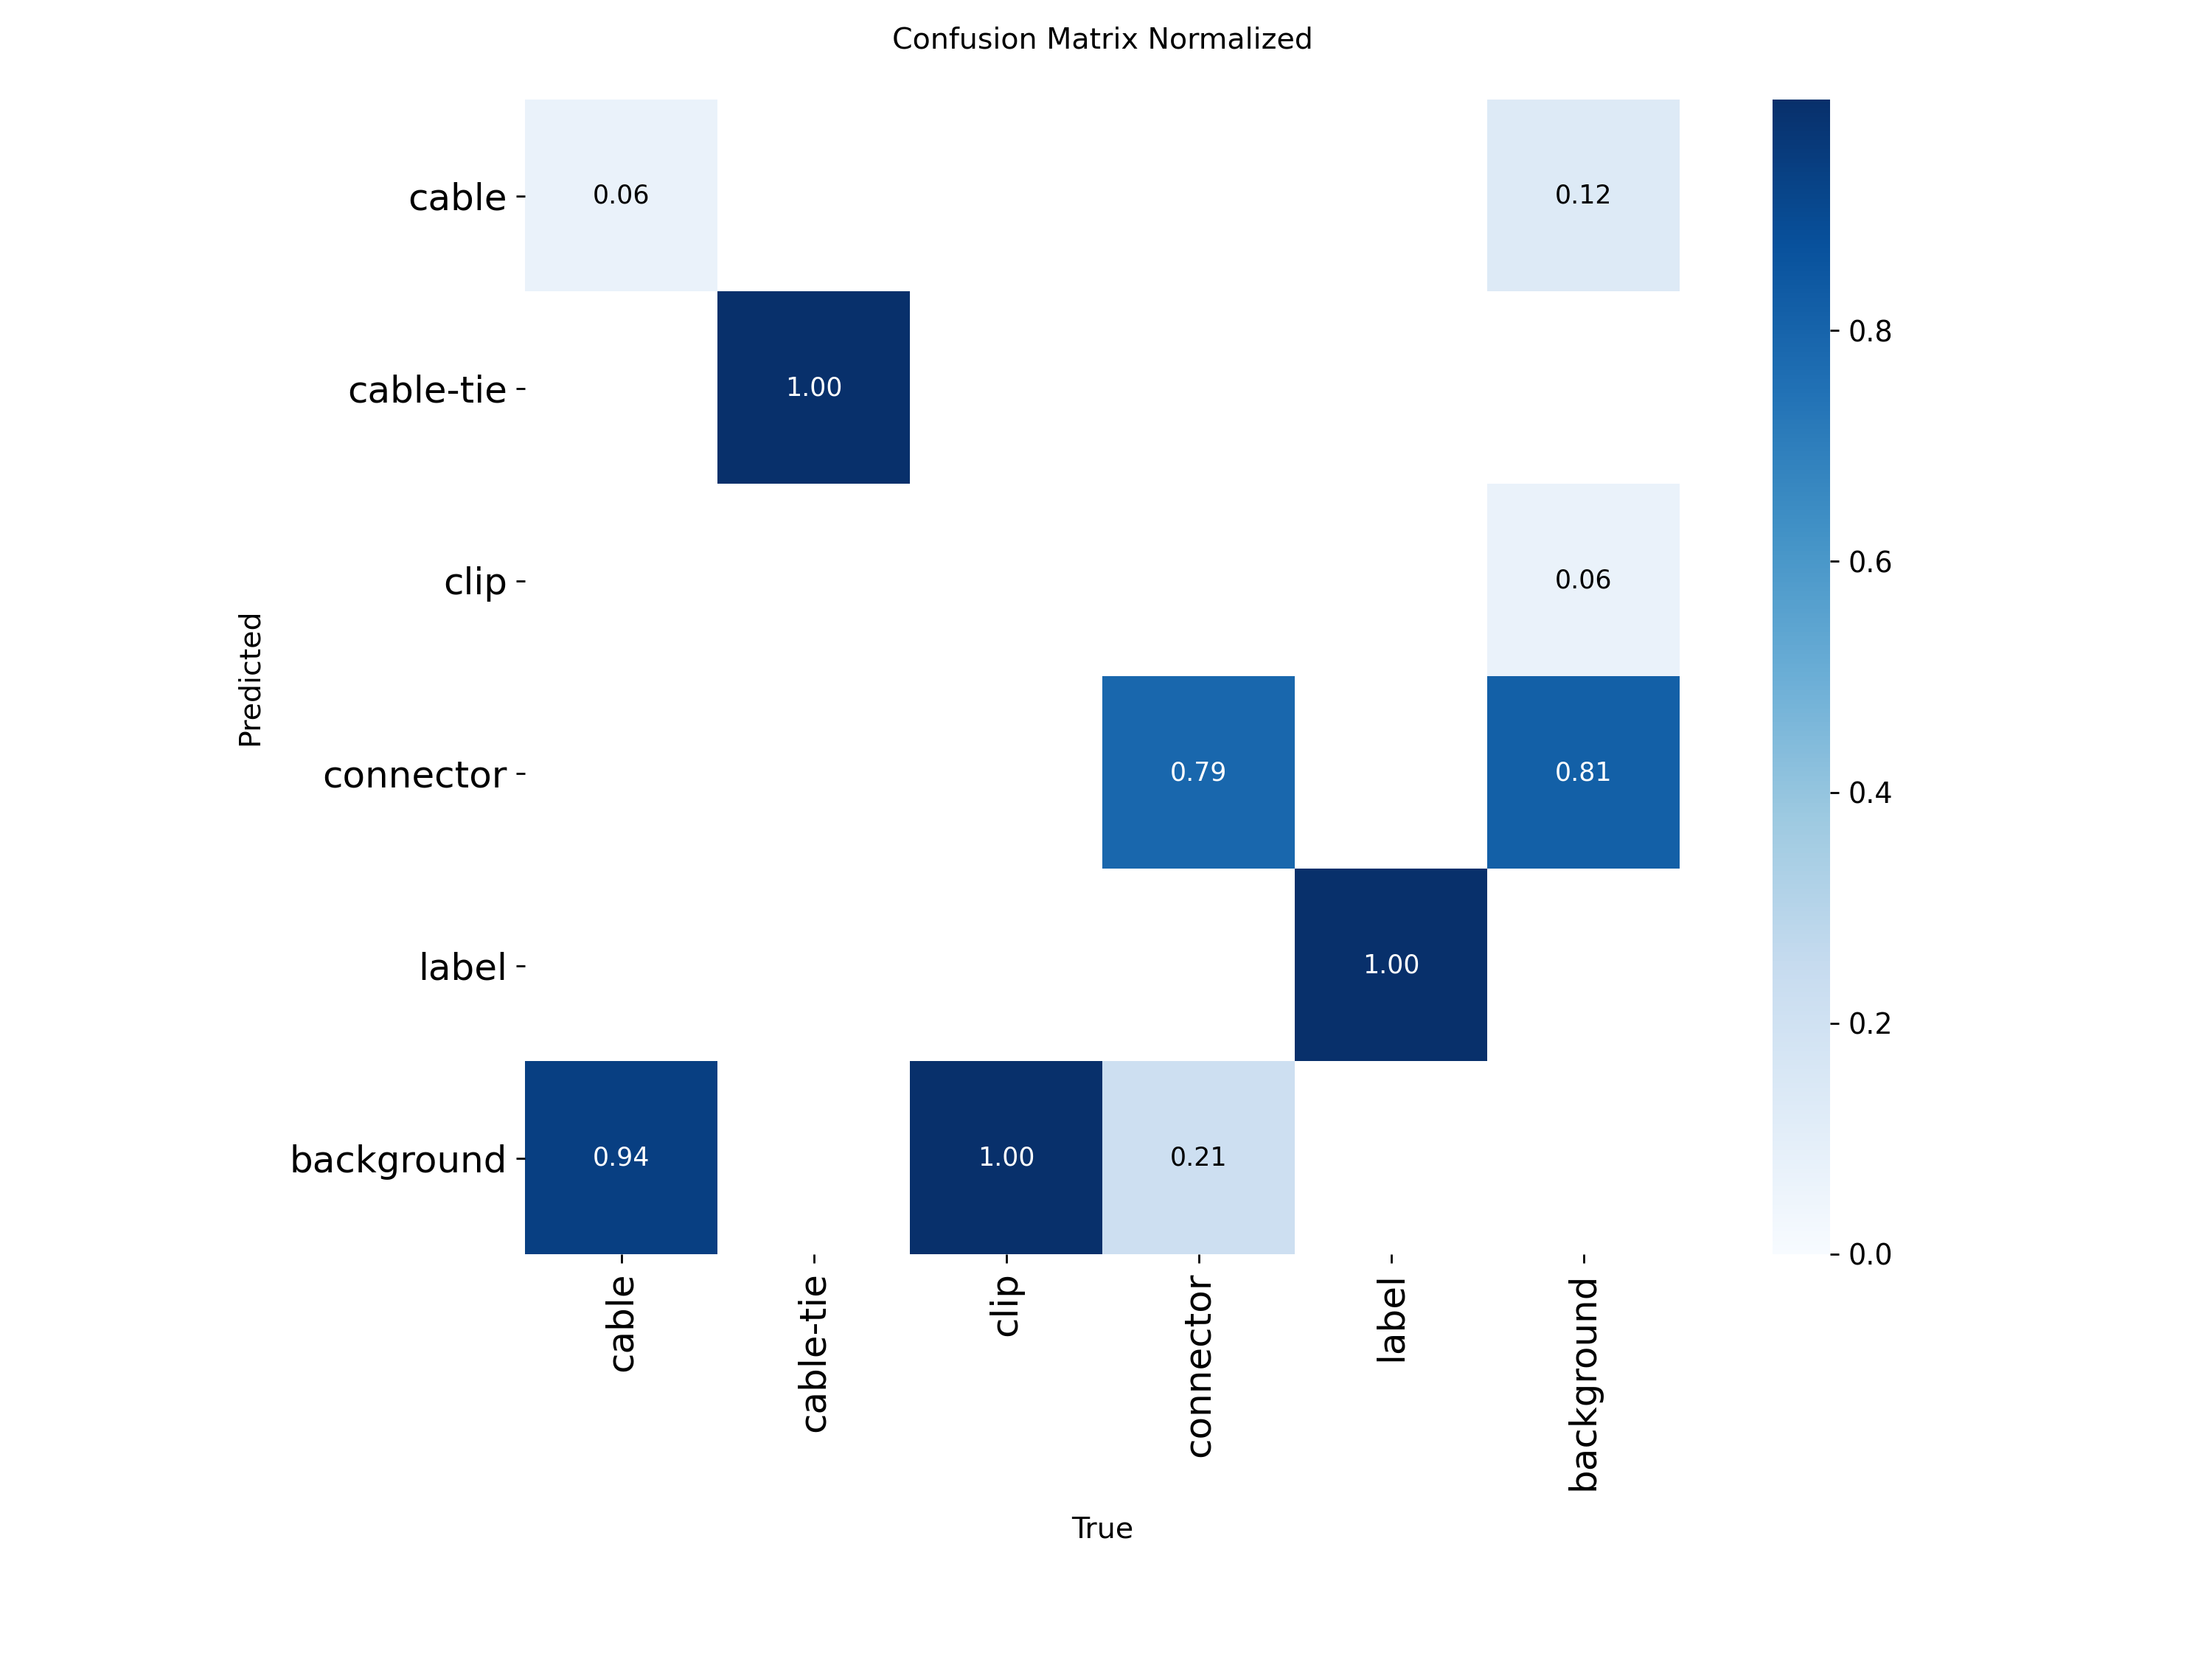 Confusion Matrix Normalized
cable
0.06
0.12
cable-tie
1.00
clip
0.06
connector
0.79
0.81
label
1.00
background
0.94
1.00
0.21
Predicted
cable
cable-tie
clip
connector
label
background
True
0.8
0.6
0.4
0.2
0.0